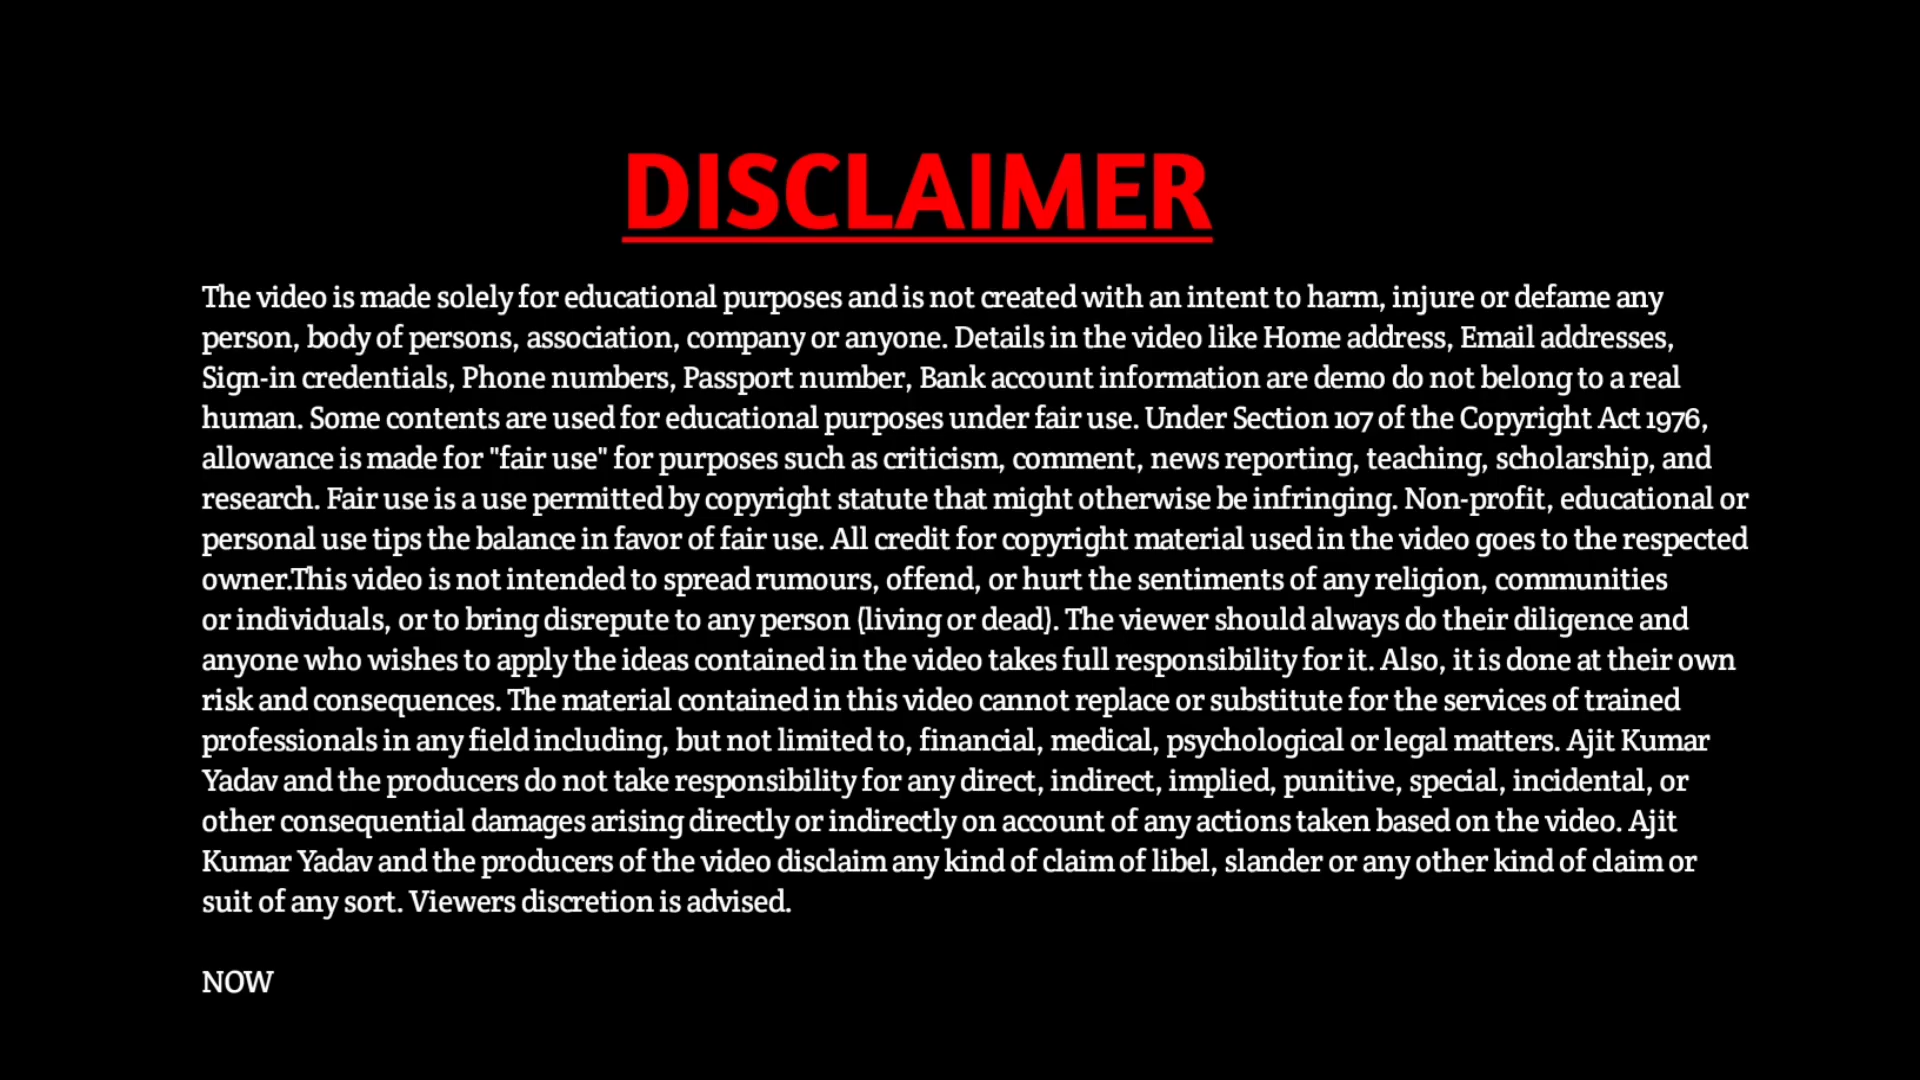 DISCLAIMER
The video is made solely for educational purposes and is not created with an intent to harm, injure or defame any
person, body of persons, association, company or anyone. Details in the video like Home address, Email addresses,
Sign-in credentials, Phone numbers, Passport number, Bank account information are demo do not belong to a real
human. Some contents are used for educational purposes under fair use. Under Section 107 of the Copyright Act 1976,
allowance is made for "fair use" for purposes such as criticism, comment, news reporting, teaching, scholarship, and
research. Fair use is a use permitted by copyright statute that might otherwise be infringing. Non-profit, educational or
personal use tips the balance in favor of fair use. All credit for copyright material used in the video goes to the respected
owner.This video is not intended to spread rumours, offend, or hurt the sentiments of any religion, communities
or individuals, or to bring disrepute to any person (living or dead). The viewer should always do their diligence and
anyone who wishes to apply the ideas contained in the video takes full responsibility for it. Also, it is done at their own
risk and consequences. The material contained in this video cannot replace or substitute for the services of trained
professionals in any field including, but not limited to, financial, medical, psychological or legal matters. Ajit Kumar
Yadav and the producers do not take responsibility for any direct, indirect, implied, punitive, special, incidental, or
other consequential damages arising directly or indirectly on account of any actions taken based on the video. Ajit
Kumar Yadav and the producers of the video disclaim any kind of claim of libel, slander or any other kind of claim or
suit of any sort. Viewers discretion is advised.
NOW